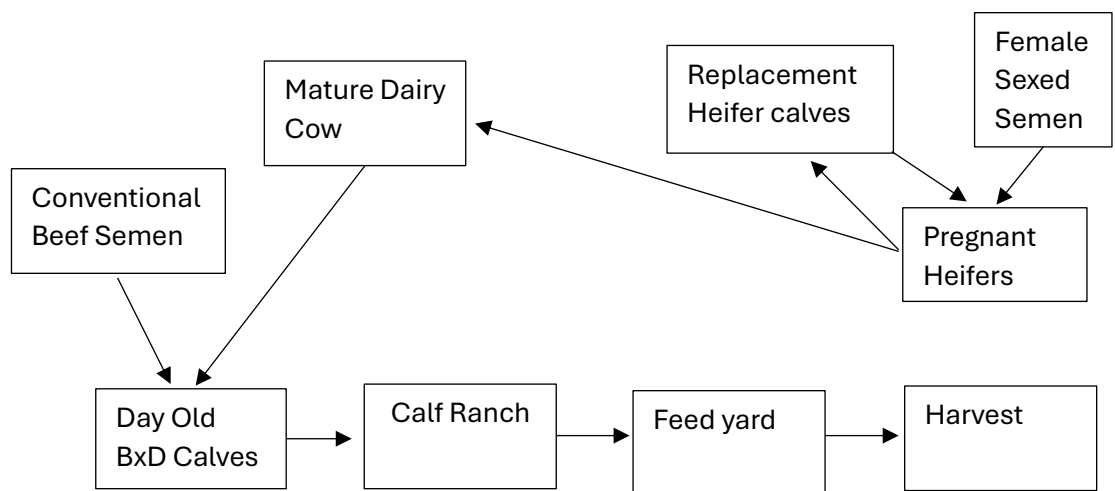 Female
Sexed
Semen
Replacement
Heifer calves
Mature Dairy
Cow
Conventional
Beef Semen
Pregnant
Heifers
Day Old
BxD Calves
Calf Ranch
Feed yard
Harvest